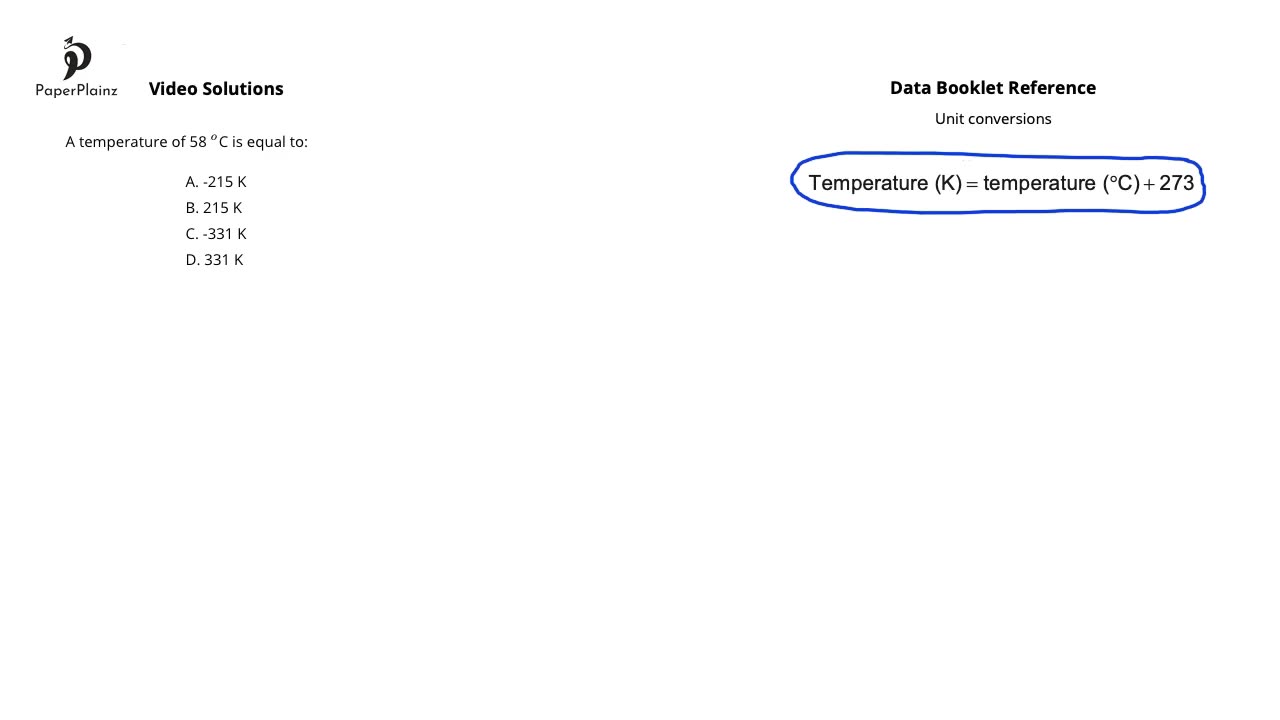 PaperPlainz
Video Solutions
Data Booklet Reference
Unit conversions
A temperature of 58 °C is equal to:
A. -215 K
B. 215 K
C. -331 K
D. 331 K
Temperature (K) = temperature (°C) + 273